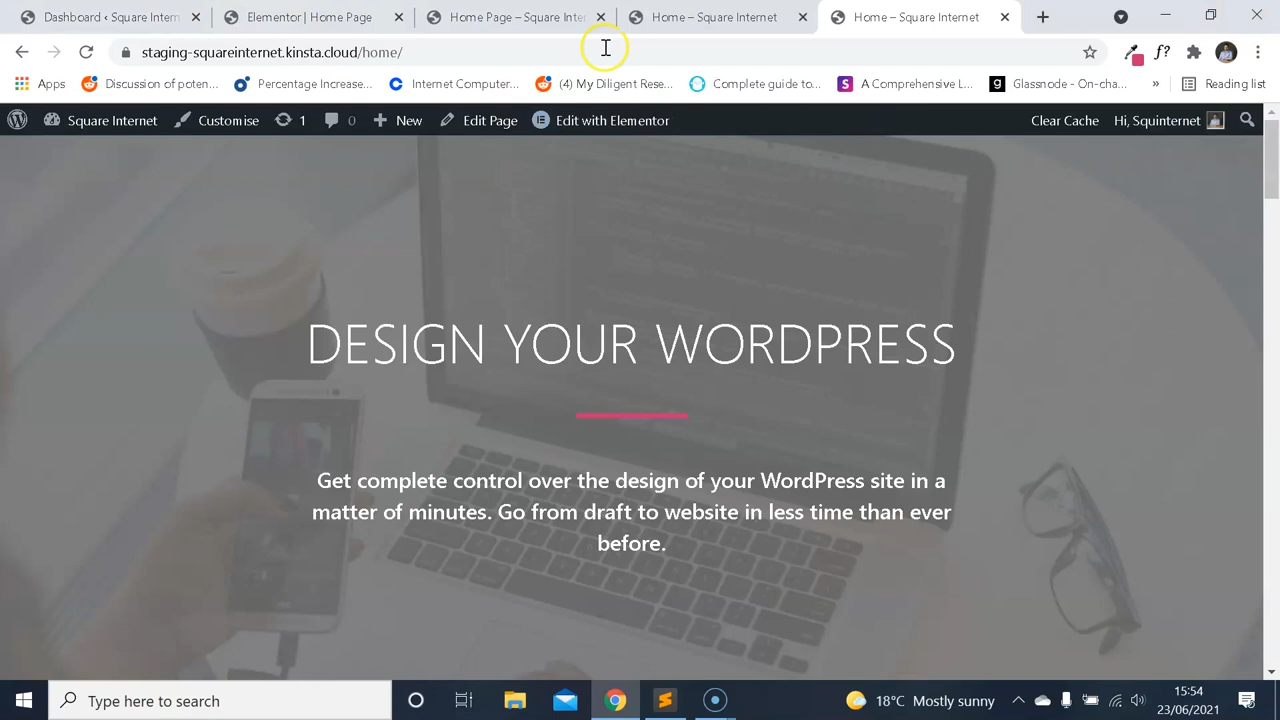 Dashboard ‹ Square Intern
Elementor | Home Page
Home Page – Square Inte
Home – Square Internet
Home – Square Internet
staging-squareinternet.kinsta.cloud/home/
f?
Apps
Discussion of poten...
Percentage Increase...
Internet Computer...
(4) My Diligent Rese...
Complete guide to...
S
A Comprehensive L...
g
Glassnode - On-cha...
»
Reading list
Square Internet
Customise
1
0
New
Edit Page
Edit with Elementor
Clear Cache
Hi, Squinternet
DESIGN YOUR WORDPRESS
Get complete control over the design of your WordPress site in a
matter of minutes. Go from draft to website in less time than ever
before.
Type here to search
18°C Mostly sunny
15:54
23/06/2021